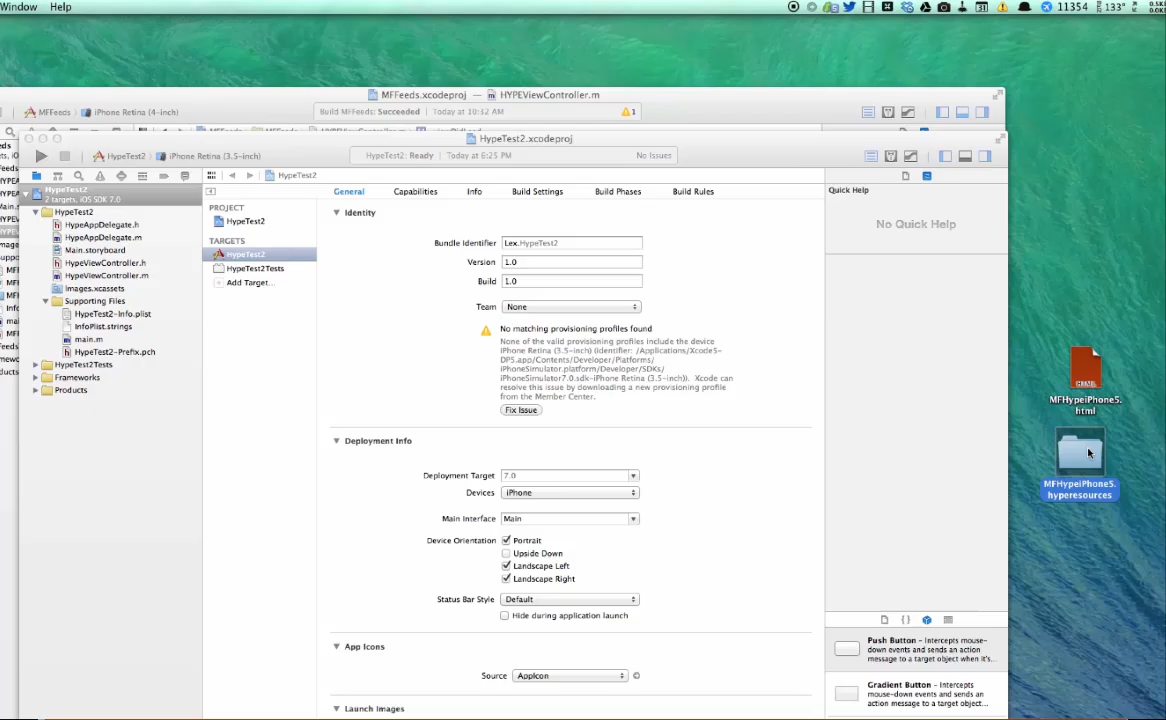 Window Help
11354 133°
MFFeeds.xcodeproj — HYPEViewController.m
MFFeeds iPhone Retina (4-inch)
Build MFFeeds: Succeeded Today at 10:32 AM 1
HypeTest2.xcodeproj
HypeTest2 iPhone Retina (3.5-inch)
HypeTest2: Ready Today at 6:25 PM No Issues
HypeTest2
HypeTest2
2 targets, iOS SDK 7.0
HypeTest2
HypeAppDelegate.h
HypeAppDelegate.m
Main.storyboard
HypeViewController.h
HypeViewController.m
Images.xcassets
Supporting Files
HypeTest2-Info.plist
InfoPlist.strings
main.m
HypeTest2-Prefix.pch
HypeTest2Tests
Frameworks
Products
PROJECT
HypeTest2
TARGETS
HypeTest2
HypeTest2Tests
Add Target...
General Capabilities Info Build Settings Build Phases Build Rules
Identity
Bundle Identifier Lex.HypeTest2
Version 1.0
Build 1.0
Team None
No matching provisioning profiles found
None of the valid provisioning profiles include the device
iPhone Retina (3.5-inch) (identifier: /Applications/Xcode5-
DP5.app/Contents/Developer/Platforms/
iPhoneSimulator.platform/Developer/SDKs/
iPhoneSimulator7.0.sdk-iPhone Retina (3.5-inch)). Xcode can
resolve this issue by downloading a new provisioning profile
from the Member Center.
Fix Issue
Deployment Info
Deployment Target 7.0
Devices iPhone
Main Interface Main
Device Orientation Portrait
Upside Down
Landscape Left
Landscape Right
Status Bar Style Default
Hide during application launch
App Icons
Source AppIcon
Launch Images
Quick Help
No Quick Help
Push Button - Intercepts mouse-
down events and sends an action
message to a target object when it's...
Gradient Button - Intercepts
mouse-down events and sends an
action message to a target object...
MFHypeiPhone5.
html
MFHypeiPhone5.
hyperesources